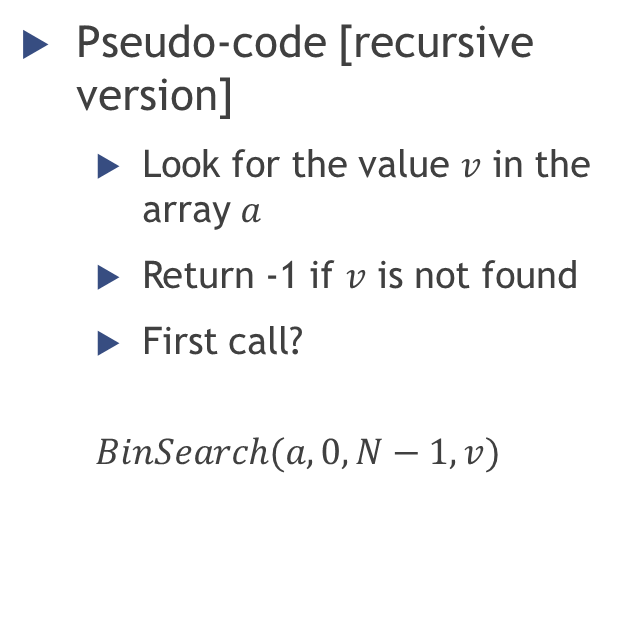 Pseudo-code [recursive
version]
Look for the value v in the
array a
Return -1 if v is not found
First call?
BinSearch(a, 0, N − 1, v)